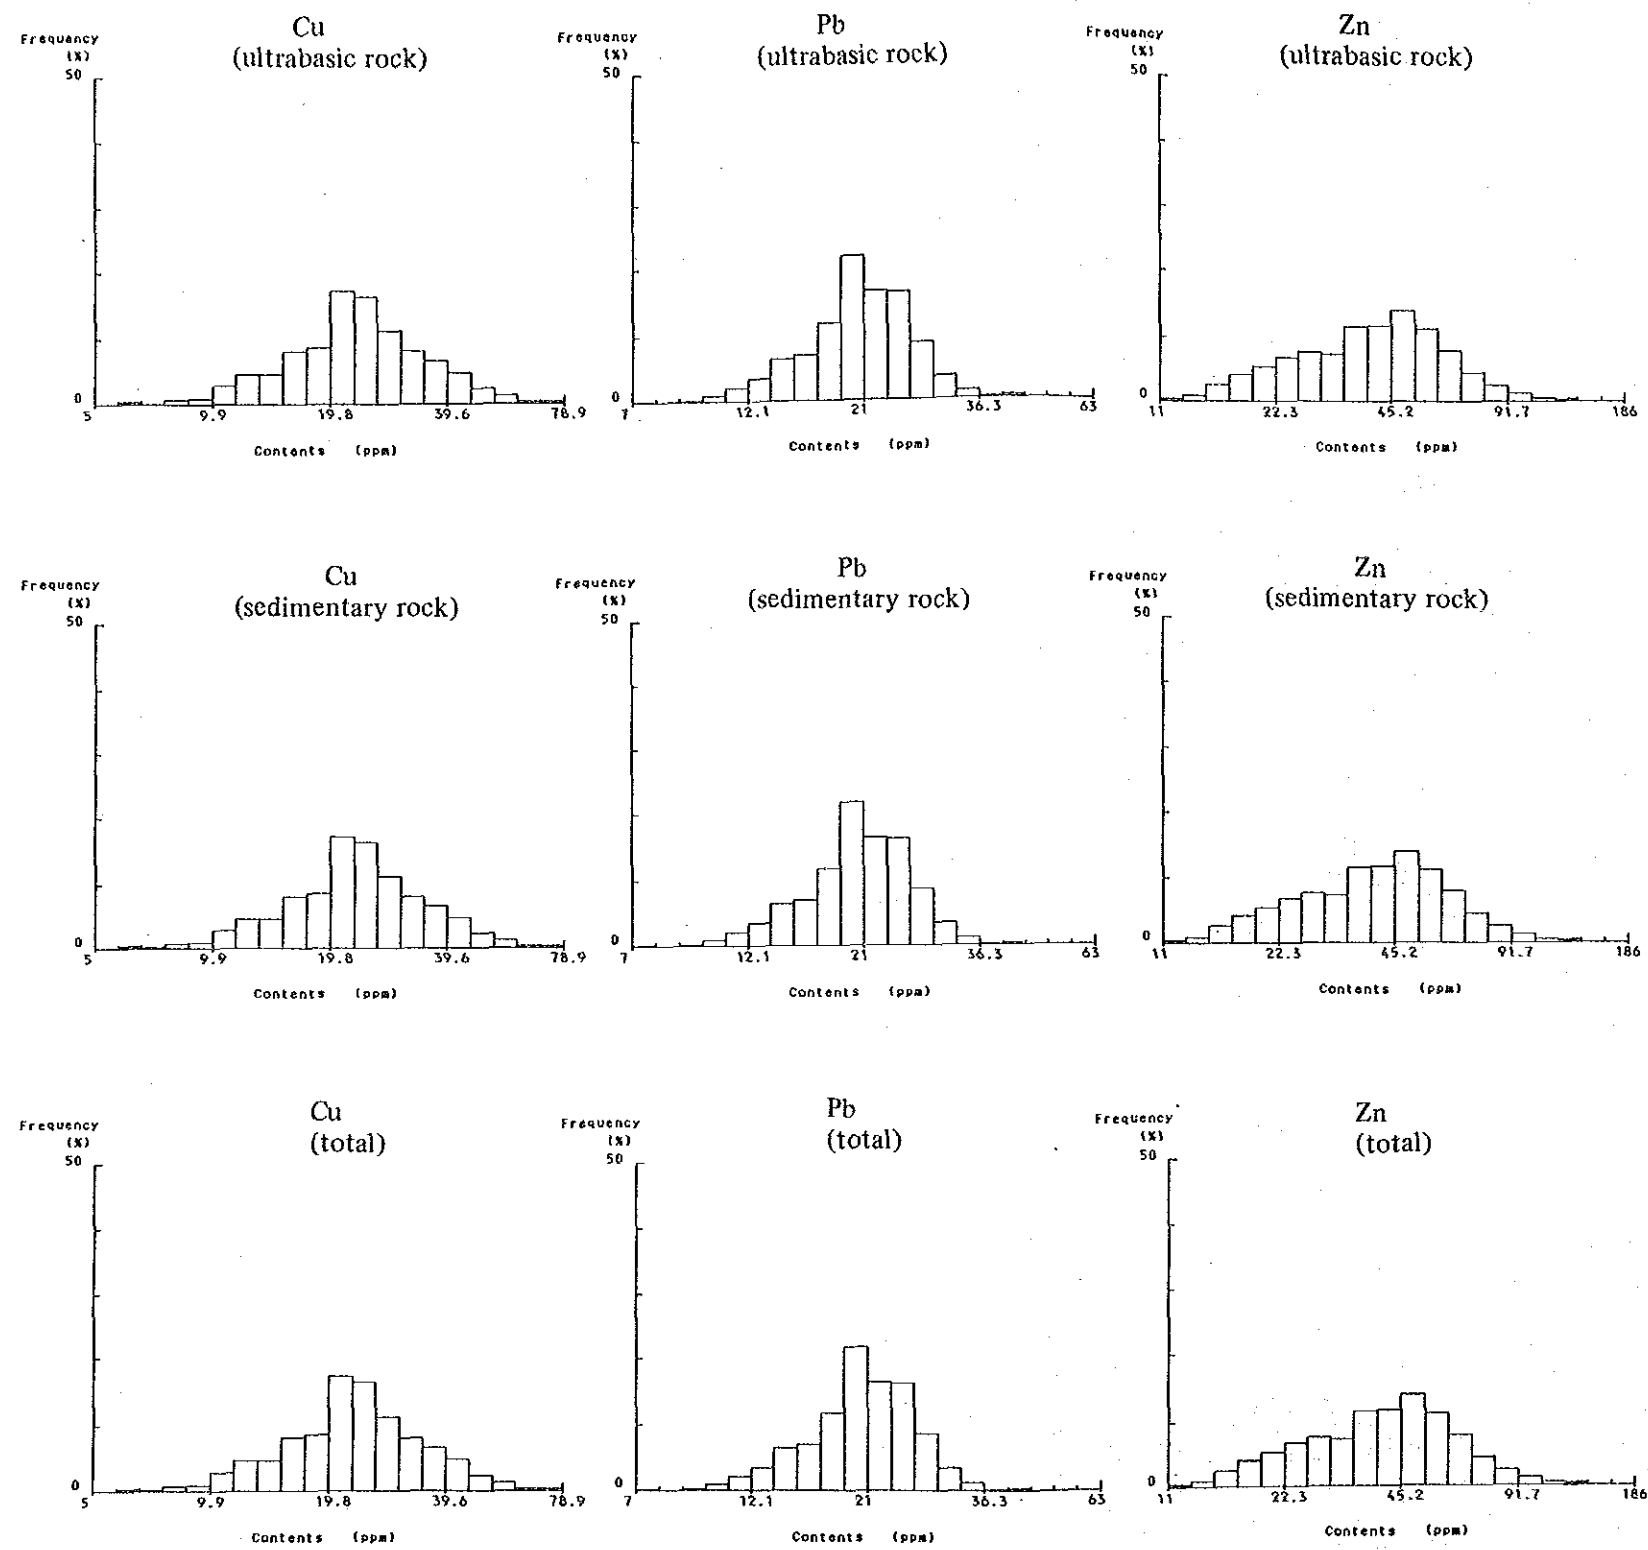 Cu
(ultrabasic rock)
Frequency
(%)
50
0
5 9.9 19.8 39.6 78.9
Contents (ppm)
Pb
(ultrabasic rock)
Frequency
(%)
50
0
7 12.1 21 36.3 63
Contents (ppm)
Zn
(ultrabasic rock)
Frequency
(%)
50
0
11 22.3 45.2 91.7 186
Contents (ppm)
Cu
(sedimentary rock)
Frequency
(%)
50
0
5 9.9 19.8 39.6 78.9
Contents (ppm)
Pb
(sedimentary rock)
Frequency
(%)
50
0
7 12.1 21 36.3 63
Contents (ppm)
Zn
(sedimentary rock)
Frequency
(%)
50
0
11 22.3 45.2 91.7 186
Contents (ppm)
Cu
(total)
Frequency
(%)
50
0
5 9.9 19.8 39.6 78.9
Contents (ppm)
Pb
(total)
Frequency
(%)
50
0
7 12.1 21 36.3 63
Contents (ppm)
Zn
(total)
Frequency
(%)
50
0
11 22.3 45.2 91.7 186
Contents (ppm)